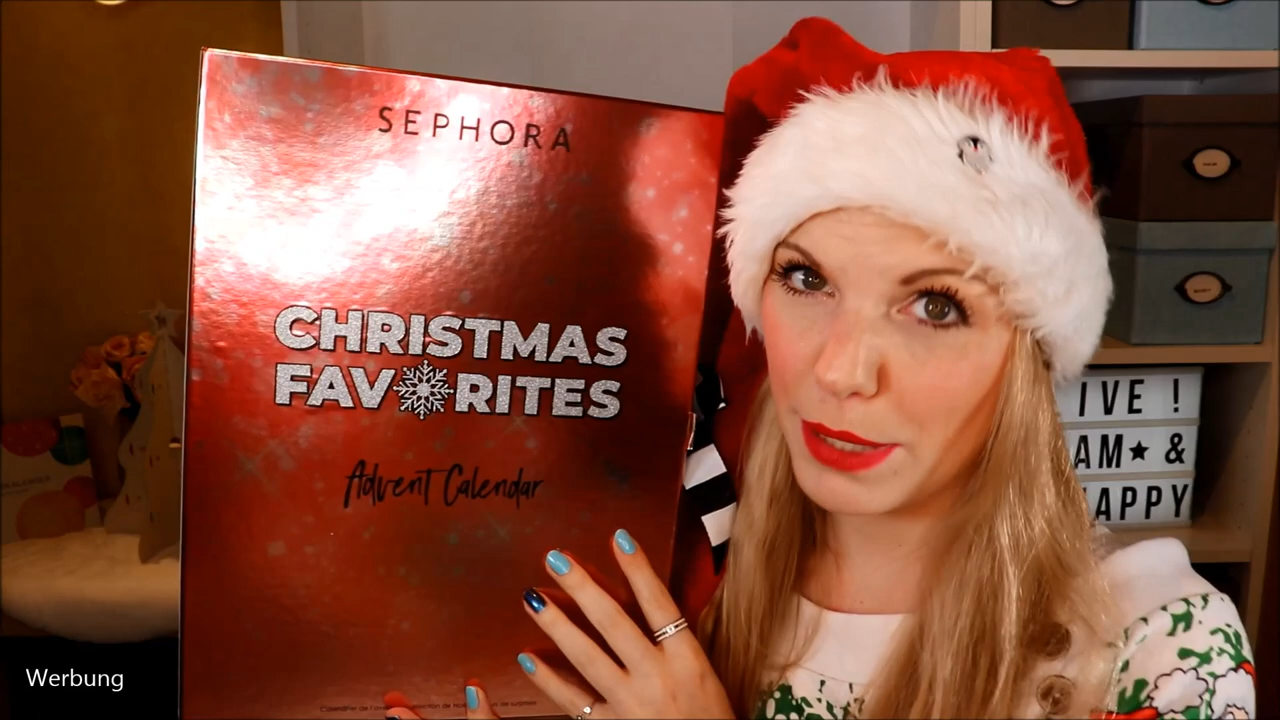 SEPHORA
CHRISTMAS
FAVORITES
Advent Calendar
IVE !
AM★ &
APPY
Werbung